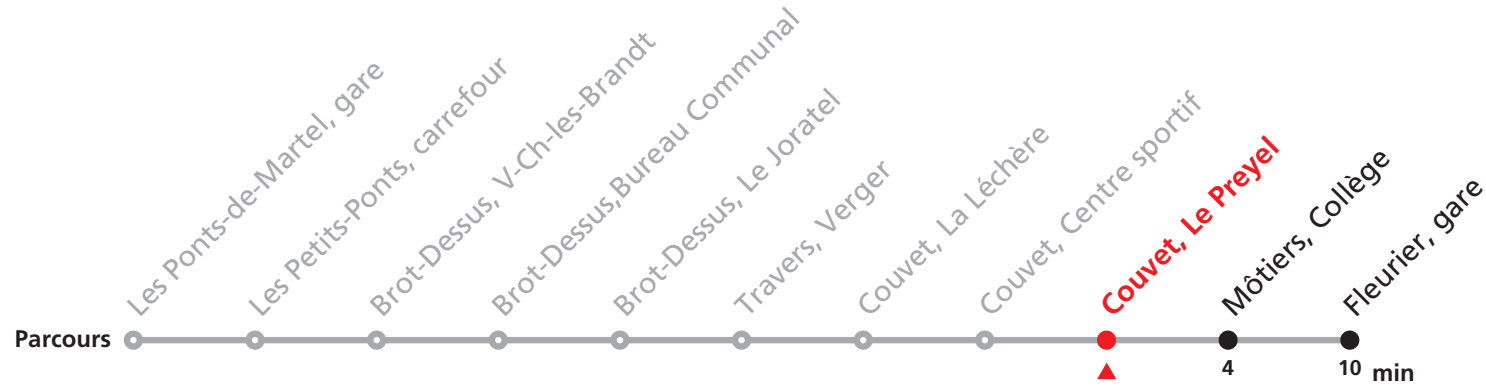 Les Ponts-de-Martel, gare
Les Petits-Ponts, carrefour
Brot-Dessus, V-Ch-les-Brandt
Brot-Dessus,Bureau Communal
Brot-Dessus, Le Joratel
Travers, Verger
Couvet, La Léchère
Couvet, Centre sportif
Couvet, Le Preyel
Môtiers, Collège
Fleurier, gare
Parcours
4
10 min